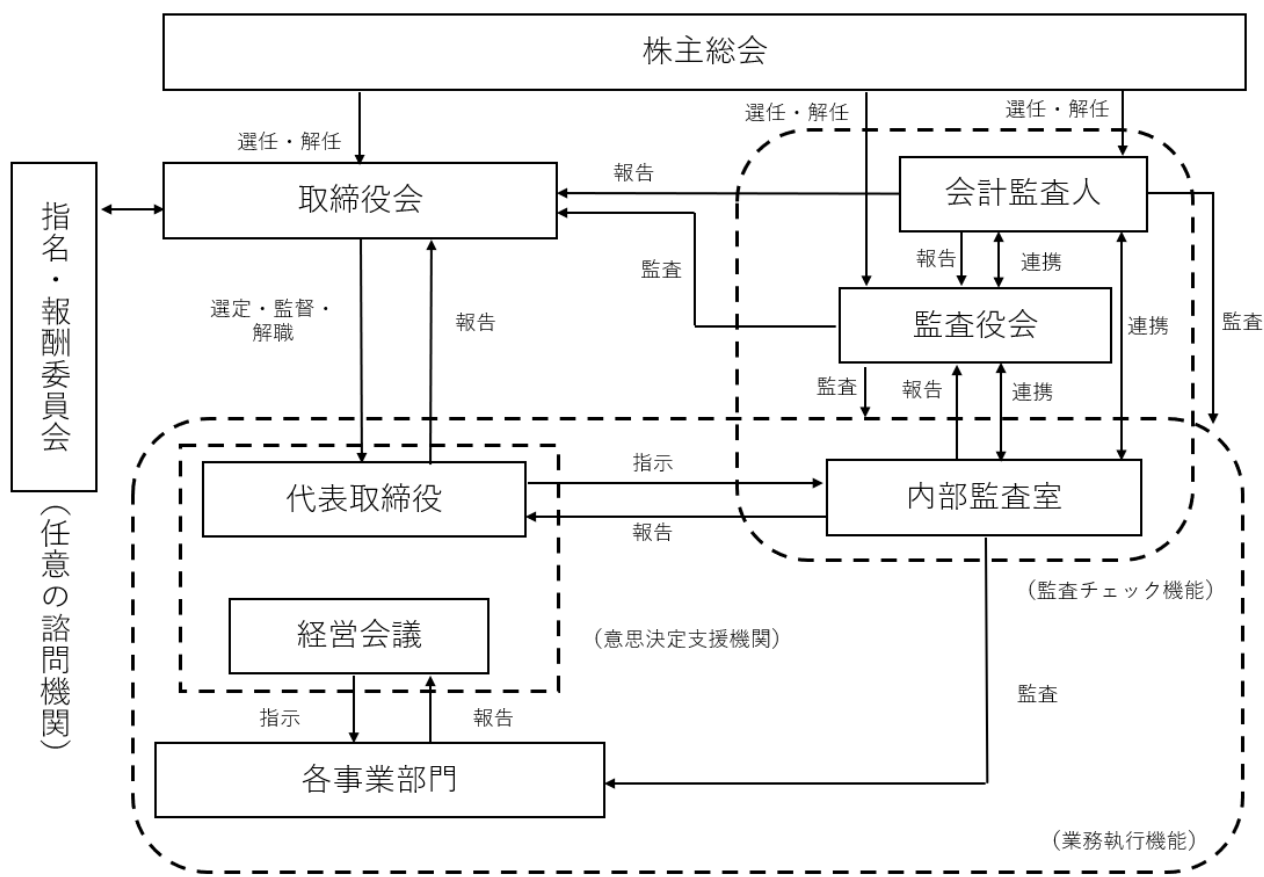 株主総会
選任・解任
選任・解任
選任・解任
取締役会
報告
会計監査人
指名・報酬委員会
（任意の諮問機関）
監査
報告
連携
選定・監督・
解職
報告
監査役会
連携
監査
監査
報告
連携
代表取締役
指示
報告
内部監査室
（監査チェック機能）
経営会議
（意思決定支援機関）
指示
報告
監査
各事業部門
（業務執行機能）